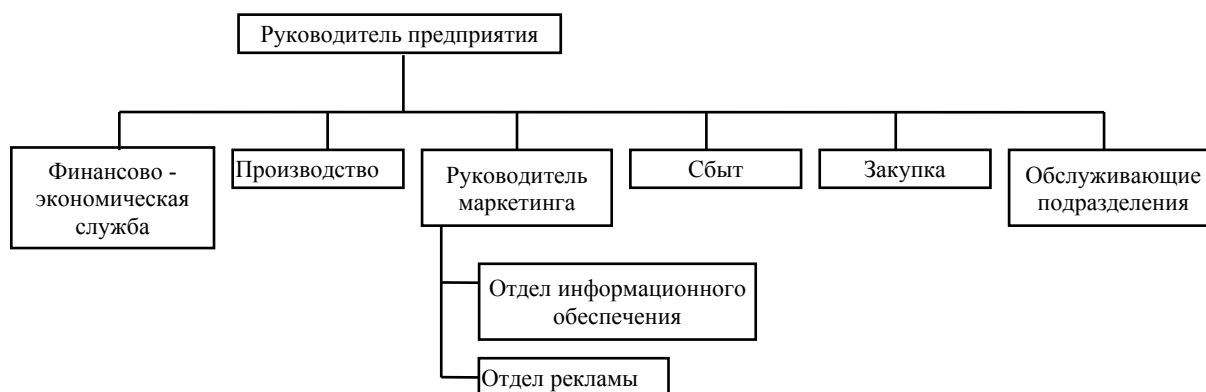 Руководитель предприятия
Финансово -
экономическая
служба
Производство
Руководитель
маркетинга
Сбыт
Закупка
Обслуживающие
подразделения
Отдел информационного
обеспечения
Отдел рекламы